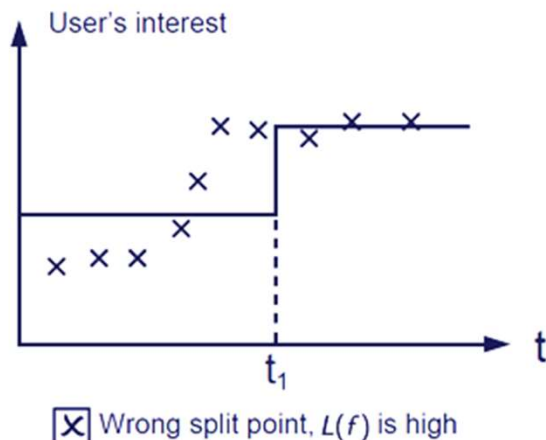 User's interest
t
t₁
☒ Wrong split point, L(f) is high